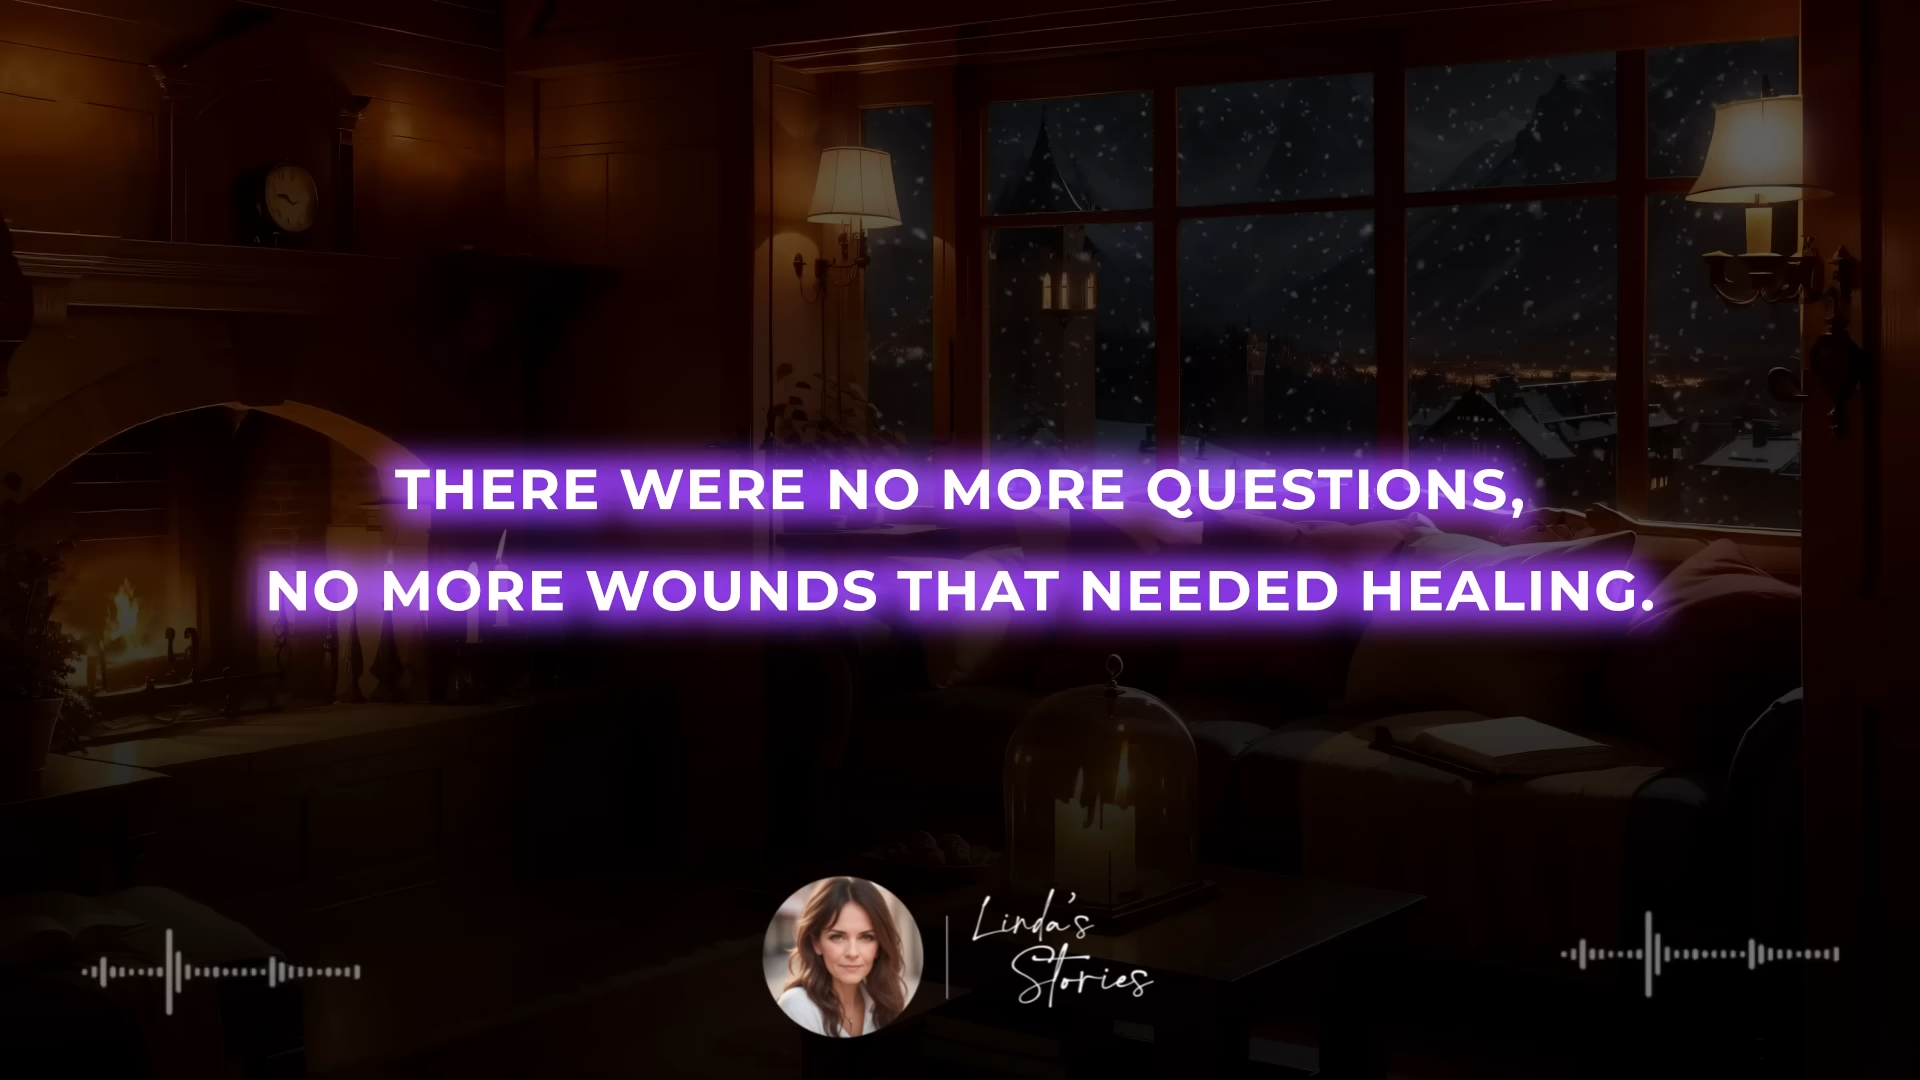 THERE WERE NO MORE QUESTIONS,
NO MORE WOUNDS THAT NEEDED HEALING.
Linda's
Stories